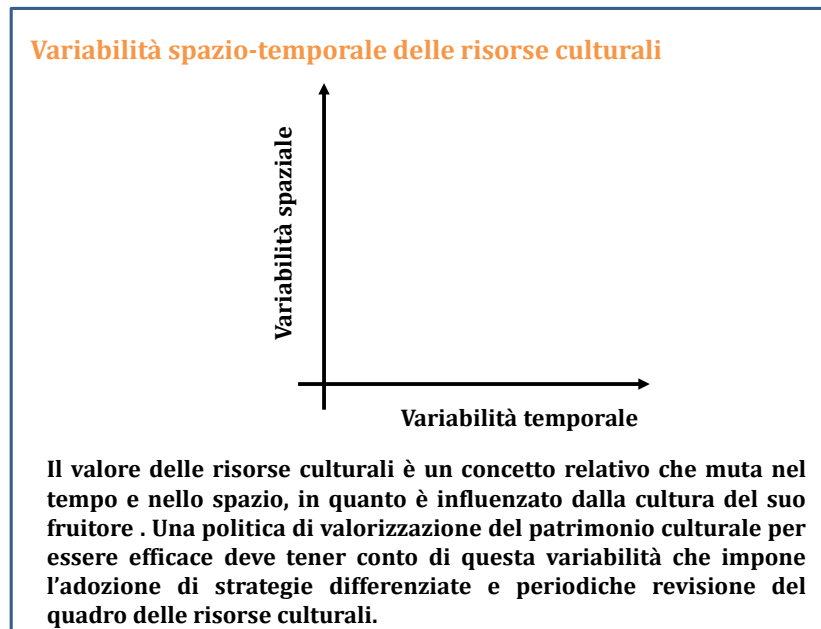 Variabilità spazio-temporale delle risorse culturali
Variabilità spaziale
Variabilità temporale
Il valore delle risorse culturali è un concetto relativo che muta nel
tempo e nello spazio, in quanto è influenzato dalla cultura del suo
fruitore . Una politica di valorizzazione del patrimonio culturale per
essere efficace deve tener conto di questa variabilità che impone
l’adozione di strategie differenziate e periodiche revisione del
quadro delle risorse culturali.